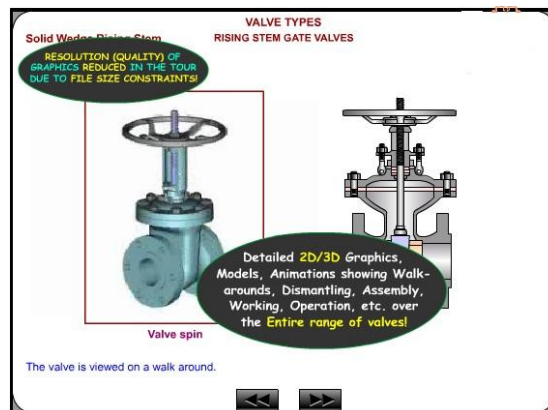 VALVE TYPES
Solid Wedge Rising Stem
RISING STEM GATE VALVES
RESOLUTION (QUALITY) OF
GRAPHICS REDUCED IN THE TOUR
DUE TO FILE SIZE CONSTRAINTS!
Detailed 2D/3D Graphics,
Models, Animations showing Walk-
arounds, Dismantling, Assembly,
Working, Operation, etc. over
the Entire range of valves!
Valve spin
The valve is viewed on a walk around.